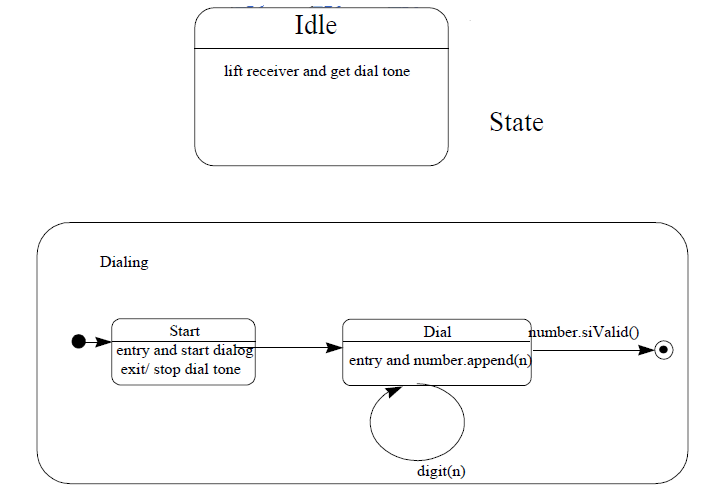 Idle
lift receiver and get dial tone
State
Dialing
Start
entry and start dialog
exit/ stop dial tone
Dial
entry and number.append(n)
number.siValid()
digit(n)